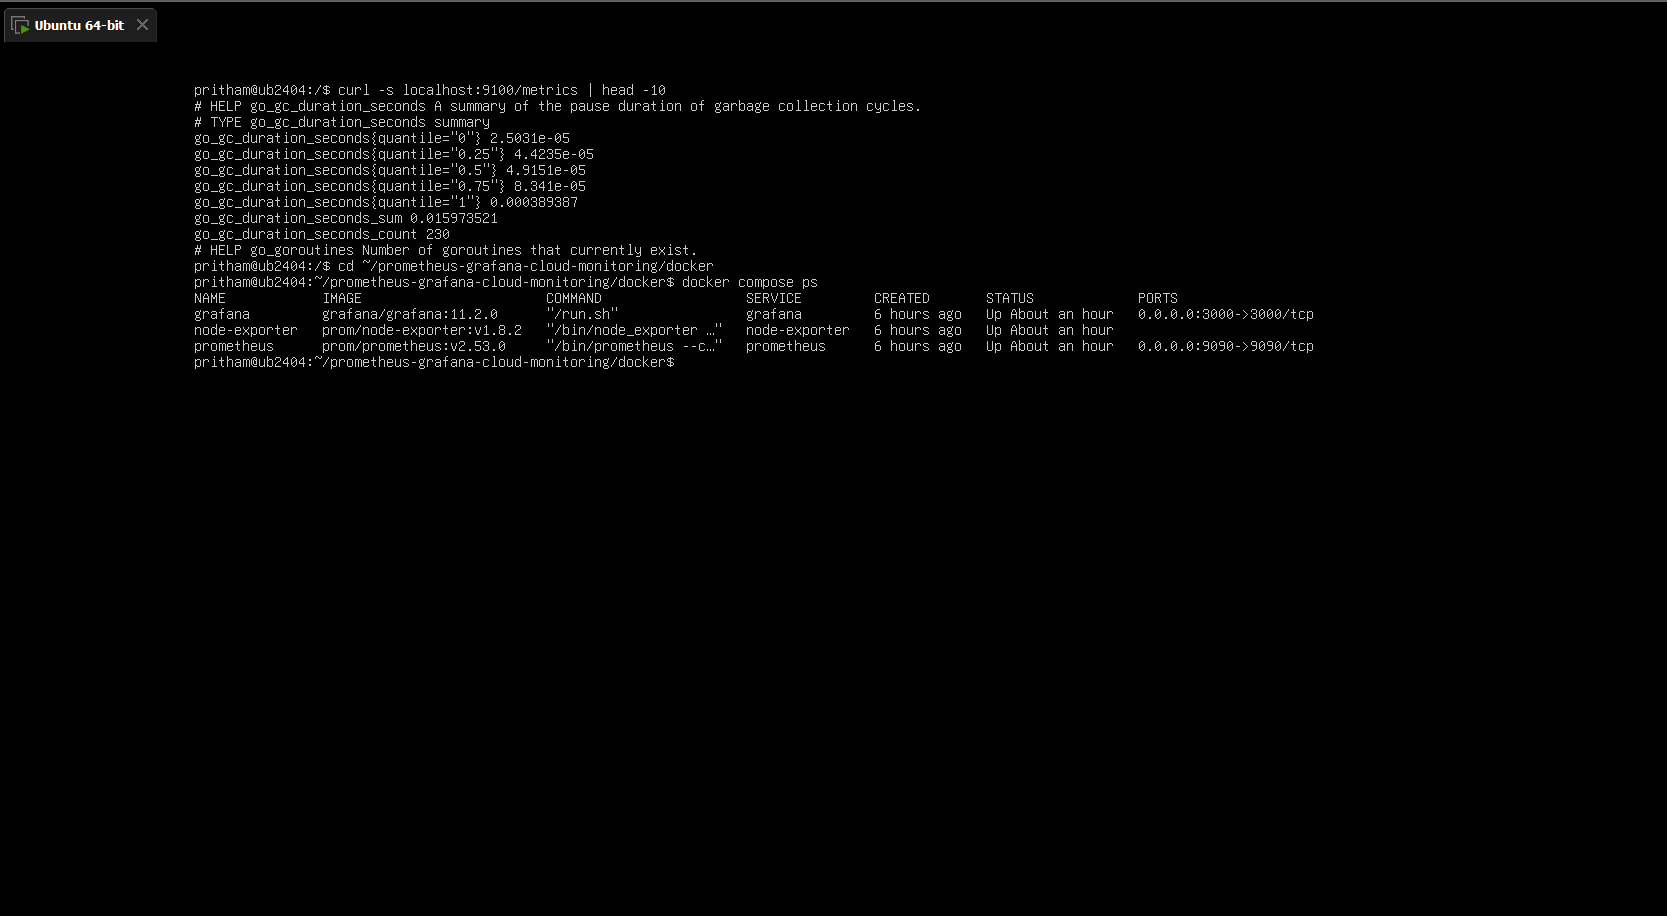 Ubuntu 64-bit
pritham@ub2404:/$ curl -s localhost:9100/metrics | head -10
# HELP go_gc_duration_seconds A summary of the pause duration of garbage collection cycles.
# TYPE go_gc_duration_seconds summary
go_gc_duration_seconds{quantile="0"} 2.5031e-05
go_gc_duration_seconds{quantile="0.25"} 4.4235e-05
go_gc_duration_seconds{quantile="0.5"} 4.9151e-05
go_gc_duration_seconds{quantile="0.75"} 8.341e-05
go_gc_duration_seconds{quantile="1"} 0.000389387
go_gc_duration_seconds_sum 0.015973521
go_gc_duration_seconds_count 230
# HELP go_goroutines Number of goroutines that currently exist.
pritham@ub2404:/$ cd ~/prometheus-grafana-cloud-monitoring/docker
pritham@ub2404:~/prometheus-grafana-cloud-monitoring/docker$ docker compose ps
NAME            IMAGE                       COMMAND                  SERVICE         CREATED       STATUS             PORTS
grafana         grafana/grafana:11.2.0      "/run.sh"                grafana         6 hours ago   Up About an hour   0.0.0.0:3000->3000/tcp
node-exporter   prom/node-exporter:v1.8.2   "/bin/node_exporter …"   node-exporter   6 hours ago   Up About an hour
prometheus      prom/prometheus:v2.53.0     "/bin/prometheus --c…"   prometheus      6 hours ago   Up About an hour   0.0.0.0:9090->9090/tcp
pritham@ub2404:~/prometheus-grafana-cloud-monitoring/docker$